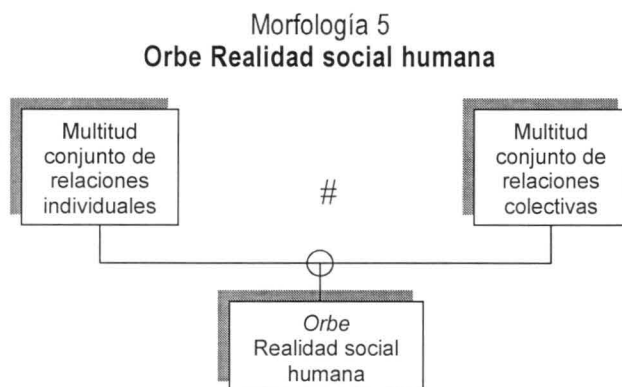 Morfología 5
Orbe Realidad social humana
Multitud
conjunto de
relaciones
individuales
#
Multitud
conjunto de
relaciones
colectivas
Orbe
Realidad social
humana